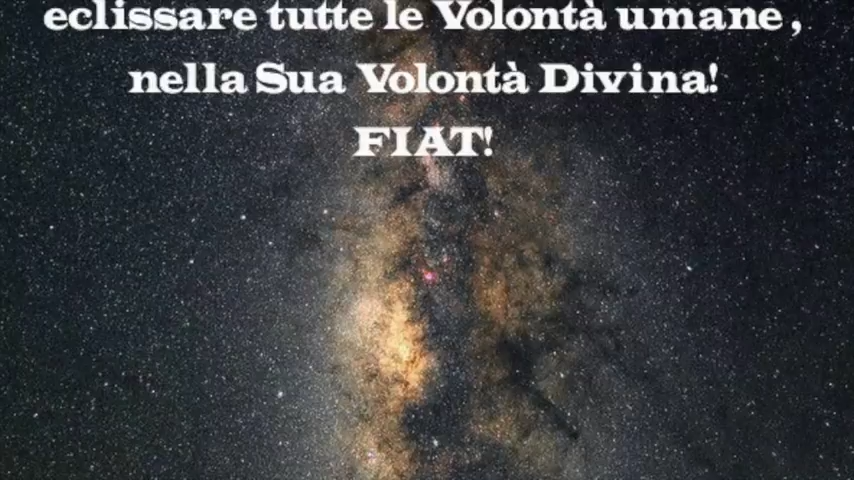 eclissare tutte le Volontà umane ,
nella Sua Volontà Divina!
FIAT!